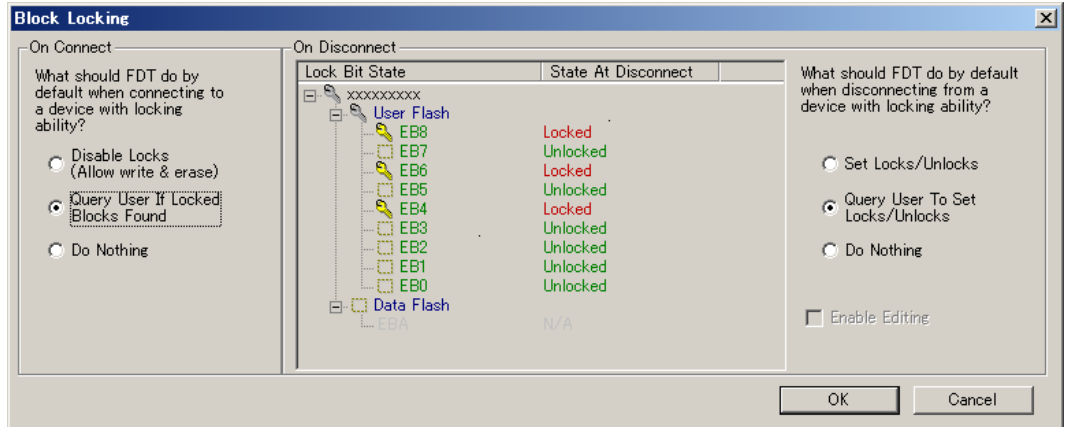 Block Locking
On Connect
What should FDT do by
default when connecting to
a device with locking
ability?
Disable Locks
(Allow write & erase)
Query User If Locked
Blocks Found
Do Nothing
On Disconnect
Lock Bit State State At Disconnect
xxxxxxxxx
User Flash
EB8 Locked
EB7 Unlocked
EB6 Locked
EB5 Unlocked
EB4 Locked
EB3 Unlocked
EB2 Unlocked
EB1 Unlocked
EB0 Unlocked
Data Flash
EBA N/A
What should FDT do by default
when disconnecting from a
device with locking ability?
Set Locks/Unlocks
Query User To Set
Locks/Unlocks
Do Nothing
Enable Editing
OK Cancel